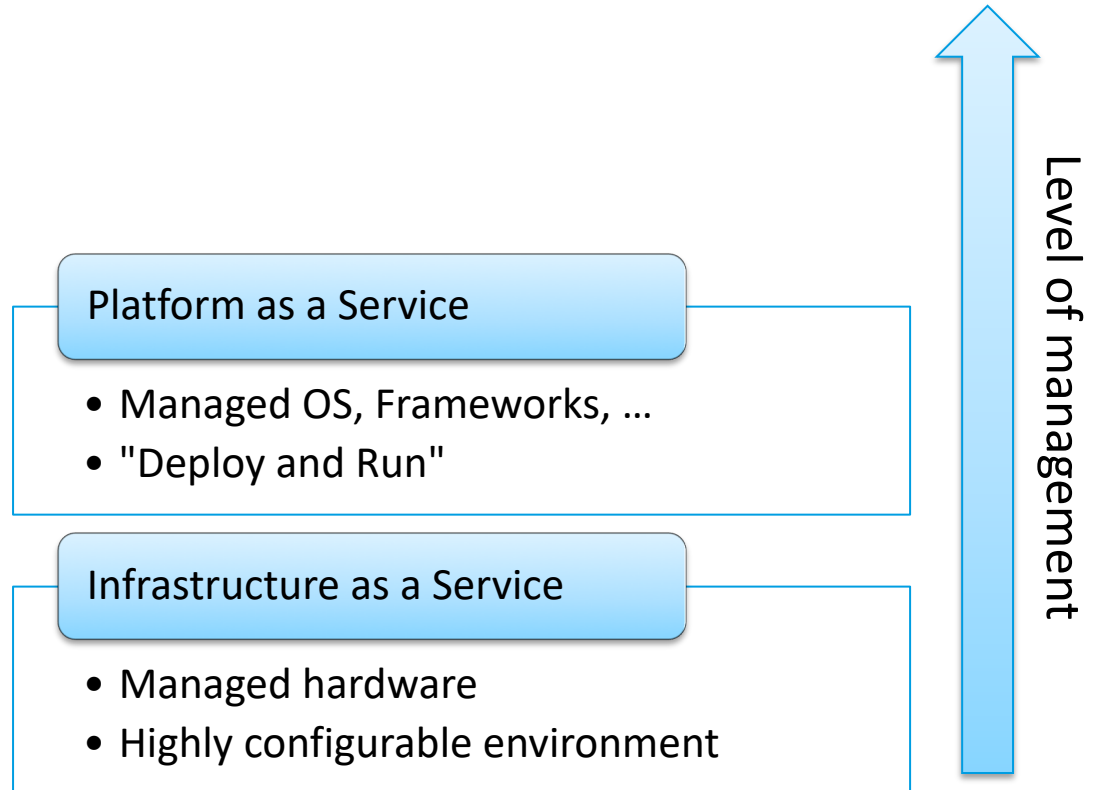 Platform as a Service
• Managed OS, Frameworks, …
• "Deploy and Run"
Infrastructure as a Service
• Managed hardware
• Highly configurable environment
Level of management